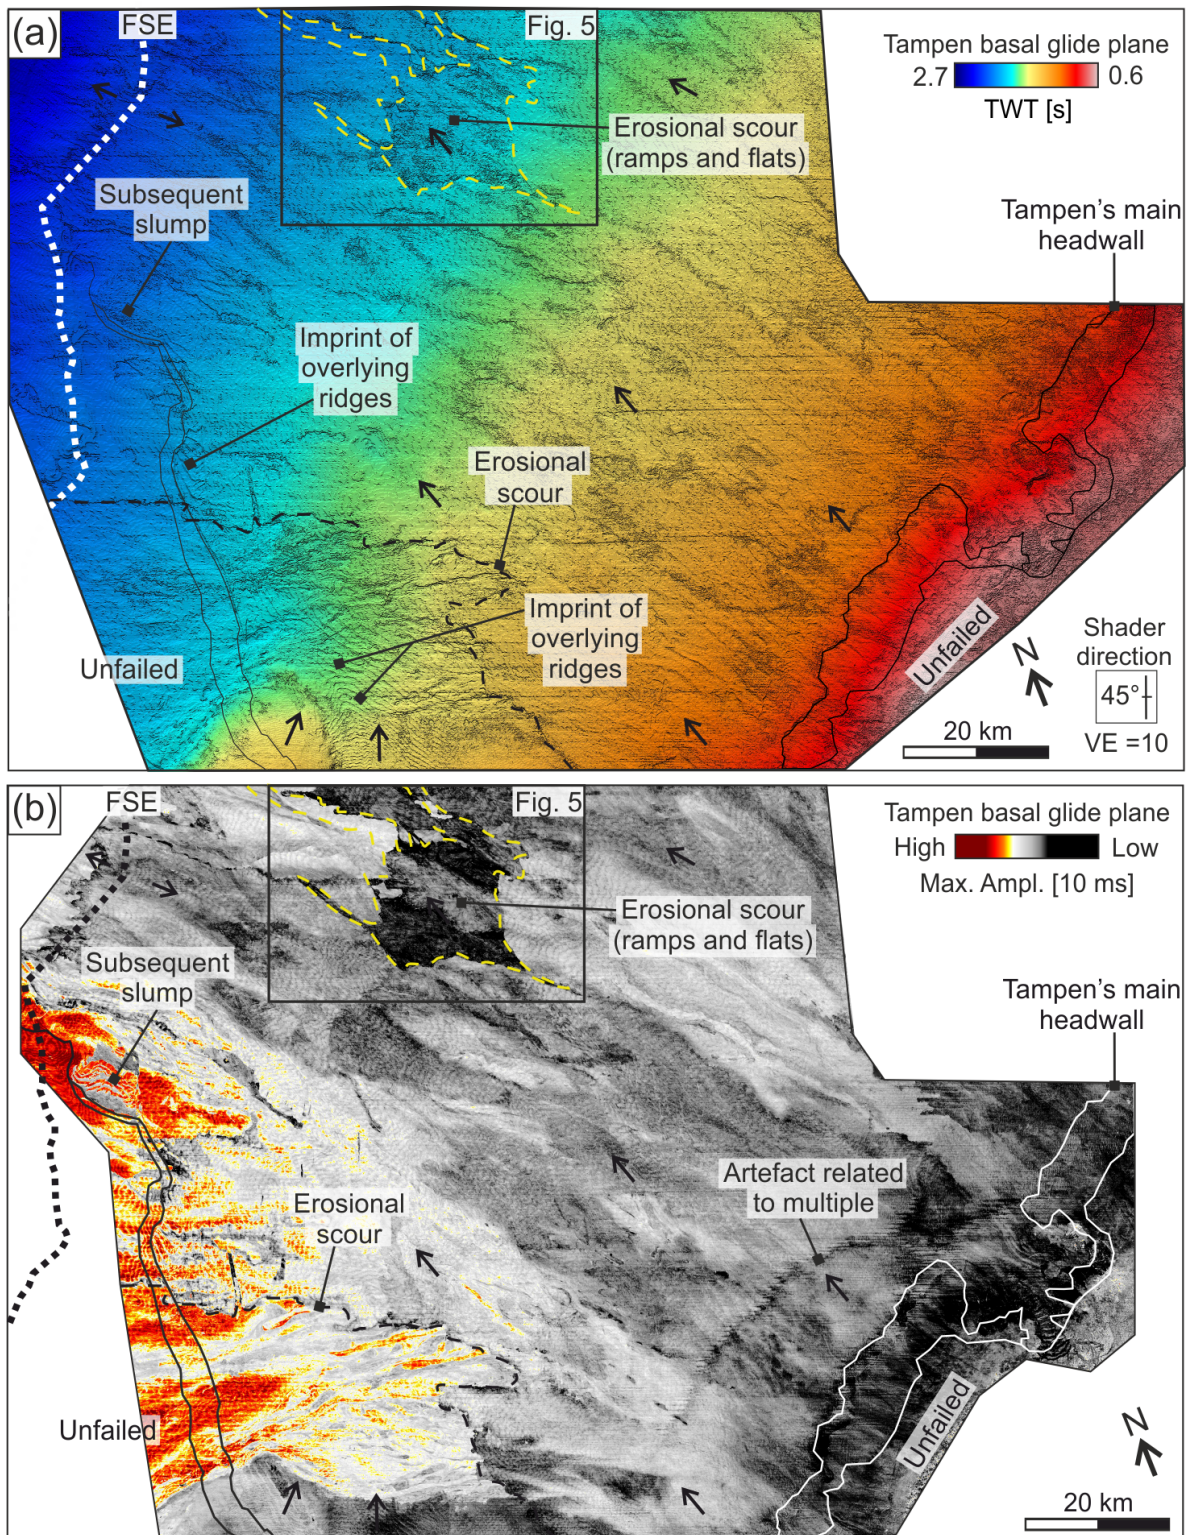 (a)
FSE
Fig. 5
Tampen basal glide plane
2.7
0.6
TWT [s]
Erosional scour
(ramps and flats)
Subsequent
slump
Tampen's main
headwall
Imprint of
overlying
ridges
Erosional
scour
Imprint of
overlying
ridges
Unfailed
Unfailed
N
Shader
direction
45°
VE =10
20 km
(b)
FSE
Fig. 5
Tampen basal glide plane
High
Low
Max. Ampl. [10 ms]
Erosional scour
(ramps and flats)
Subsequent
slump
Tampen's main
headwall
Artefact related
to multiple
Erosional
scour
Unfailed
Unfailed
N
20 km